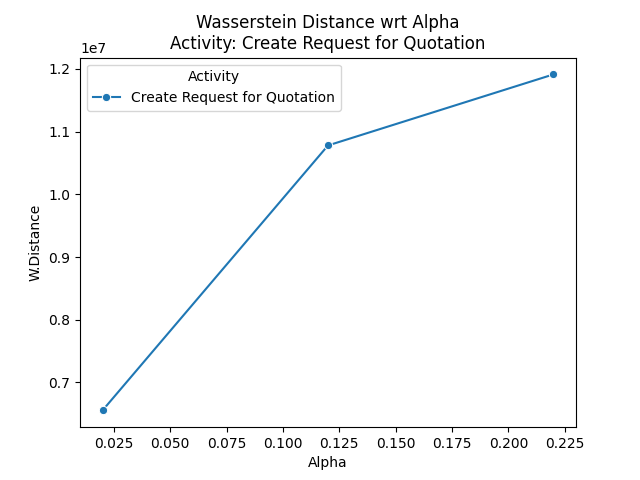 Wasserstein Distance wrt Alpha
Activity: Create Request for Quotation
1e7
1.2
1.1
1.0
0.9
0.8
0.7
W.Distance
Activity
Create Request for Quotation
0.025 0.050 0.075 0.100 0.125 0.150 0.175 0.200 0.225
Alpha